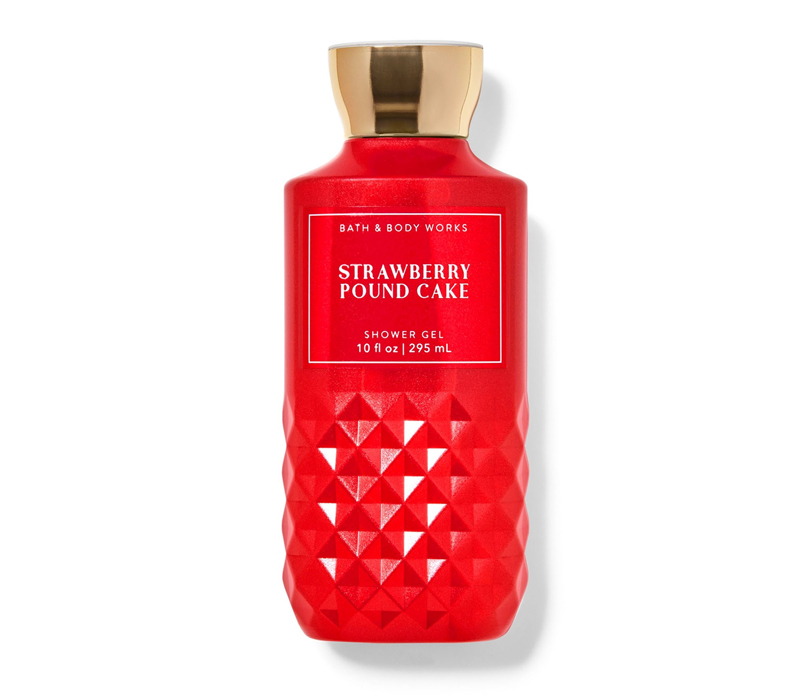 BATH & BODY WORKS
STRAWBERRY
POUND CAKE
SHOWER GEL
10 fl oz | 295 mL